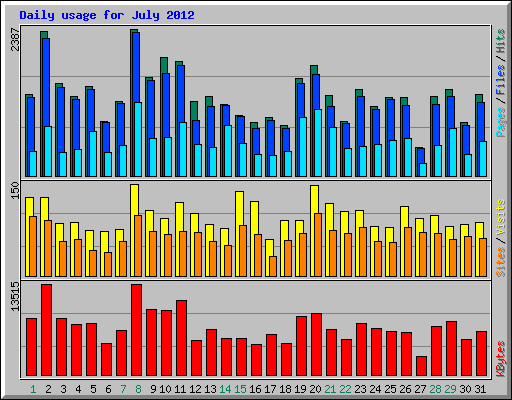 Daily usage for July 2012
2387
Pages / Files / Hits
150
Sites / Visits
13515
KBytes
1 2 3 4 5 6 7 8 9 10 11 12 13 14 15 16 17 18 19 20 21 22 23 24 25 26 27 28 29 30 31